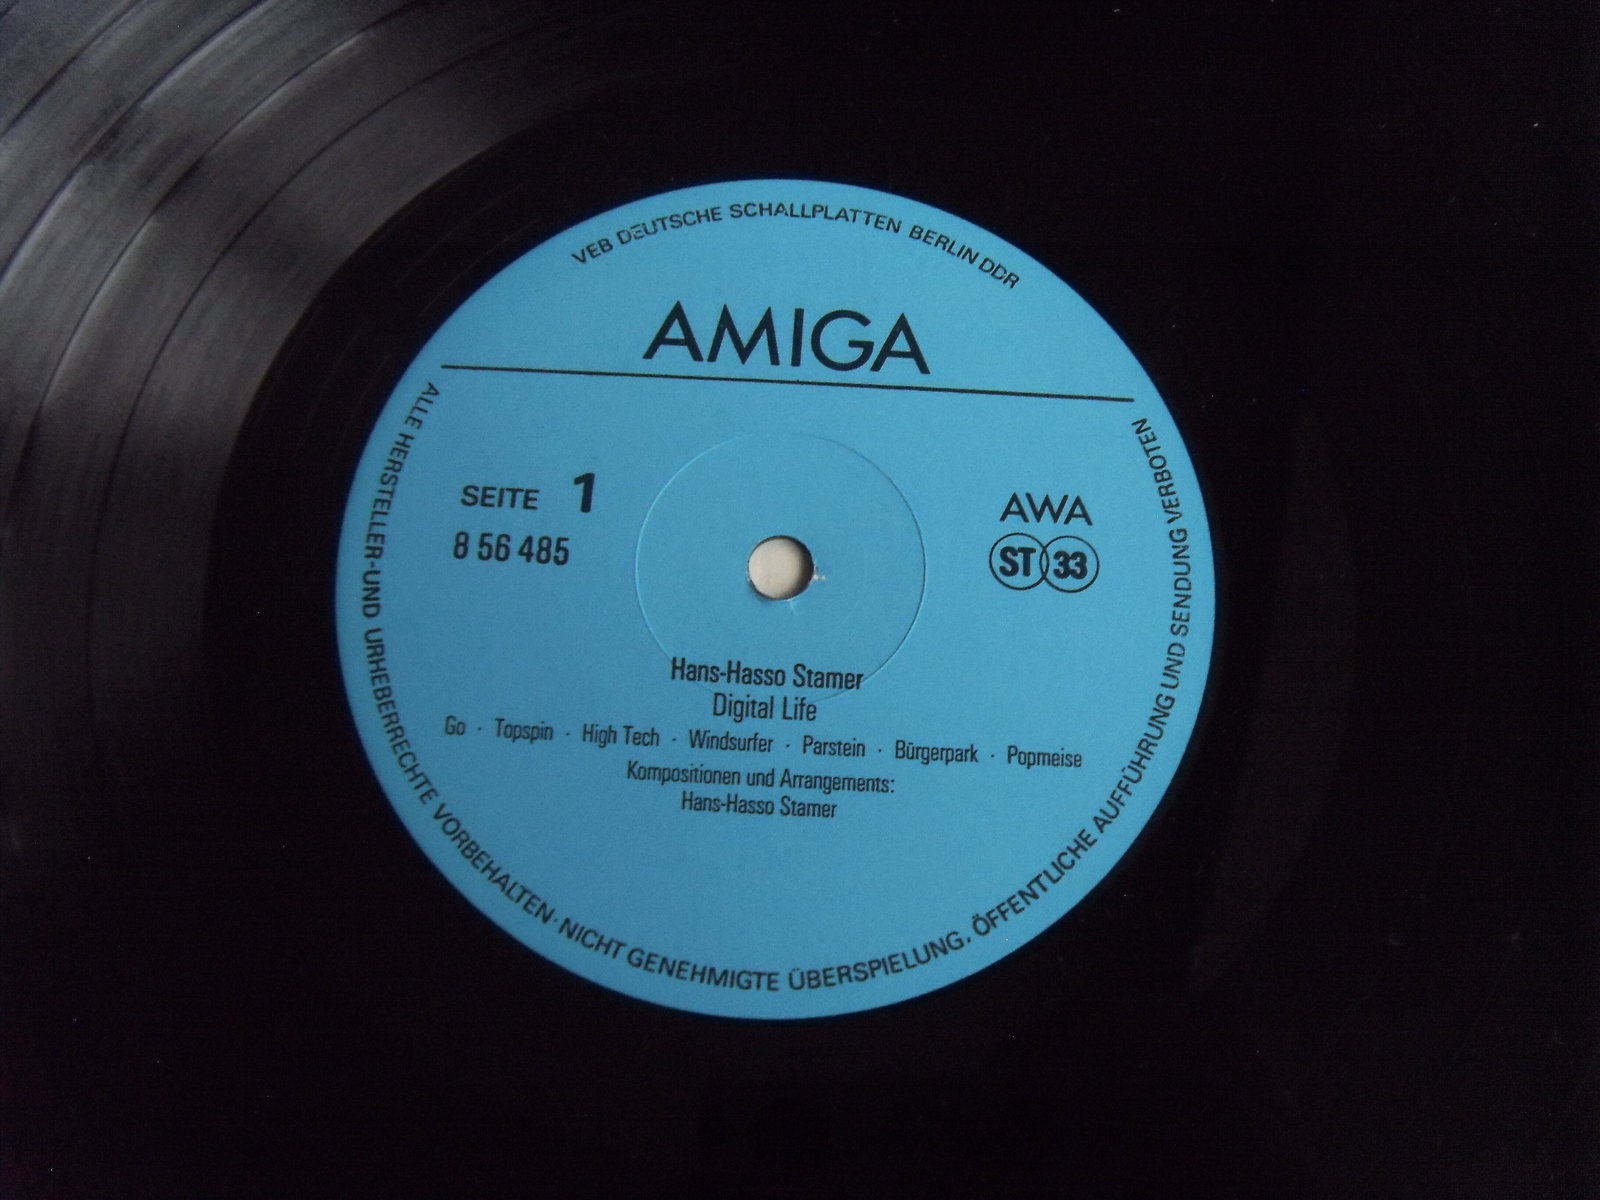 VEB DEUTSCHE SCHALLPLATTEN BERLIN DDR
AMIGA
SEITE 1
8 56 485
AWA
ST 33
Hans-Hasso Stamer
Digital Life
Go · Topspin · High Tech · Windsurfer · Parstein · Bürgerpark · Popmeise
Kompositionen und Arrangements:
Hans-Hasso Stamer
ALLE HERSTELLER-UND URHEBERRECHTE VORBEHALTEN · NICHT GENEHMIGTE ÜBERSPIELUNG, ÖFFENTLICHE AUFFÜHRUNG UND SENDUNG VERBOTEN